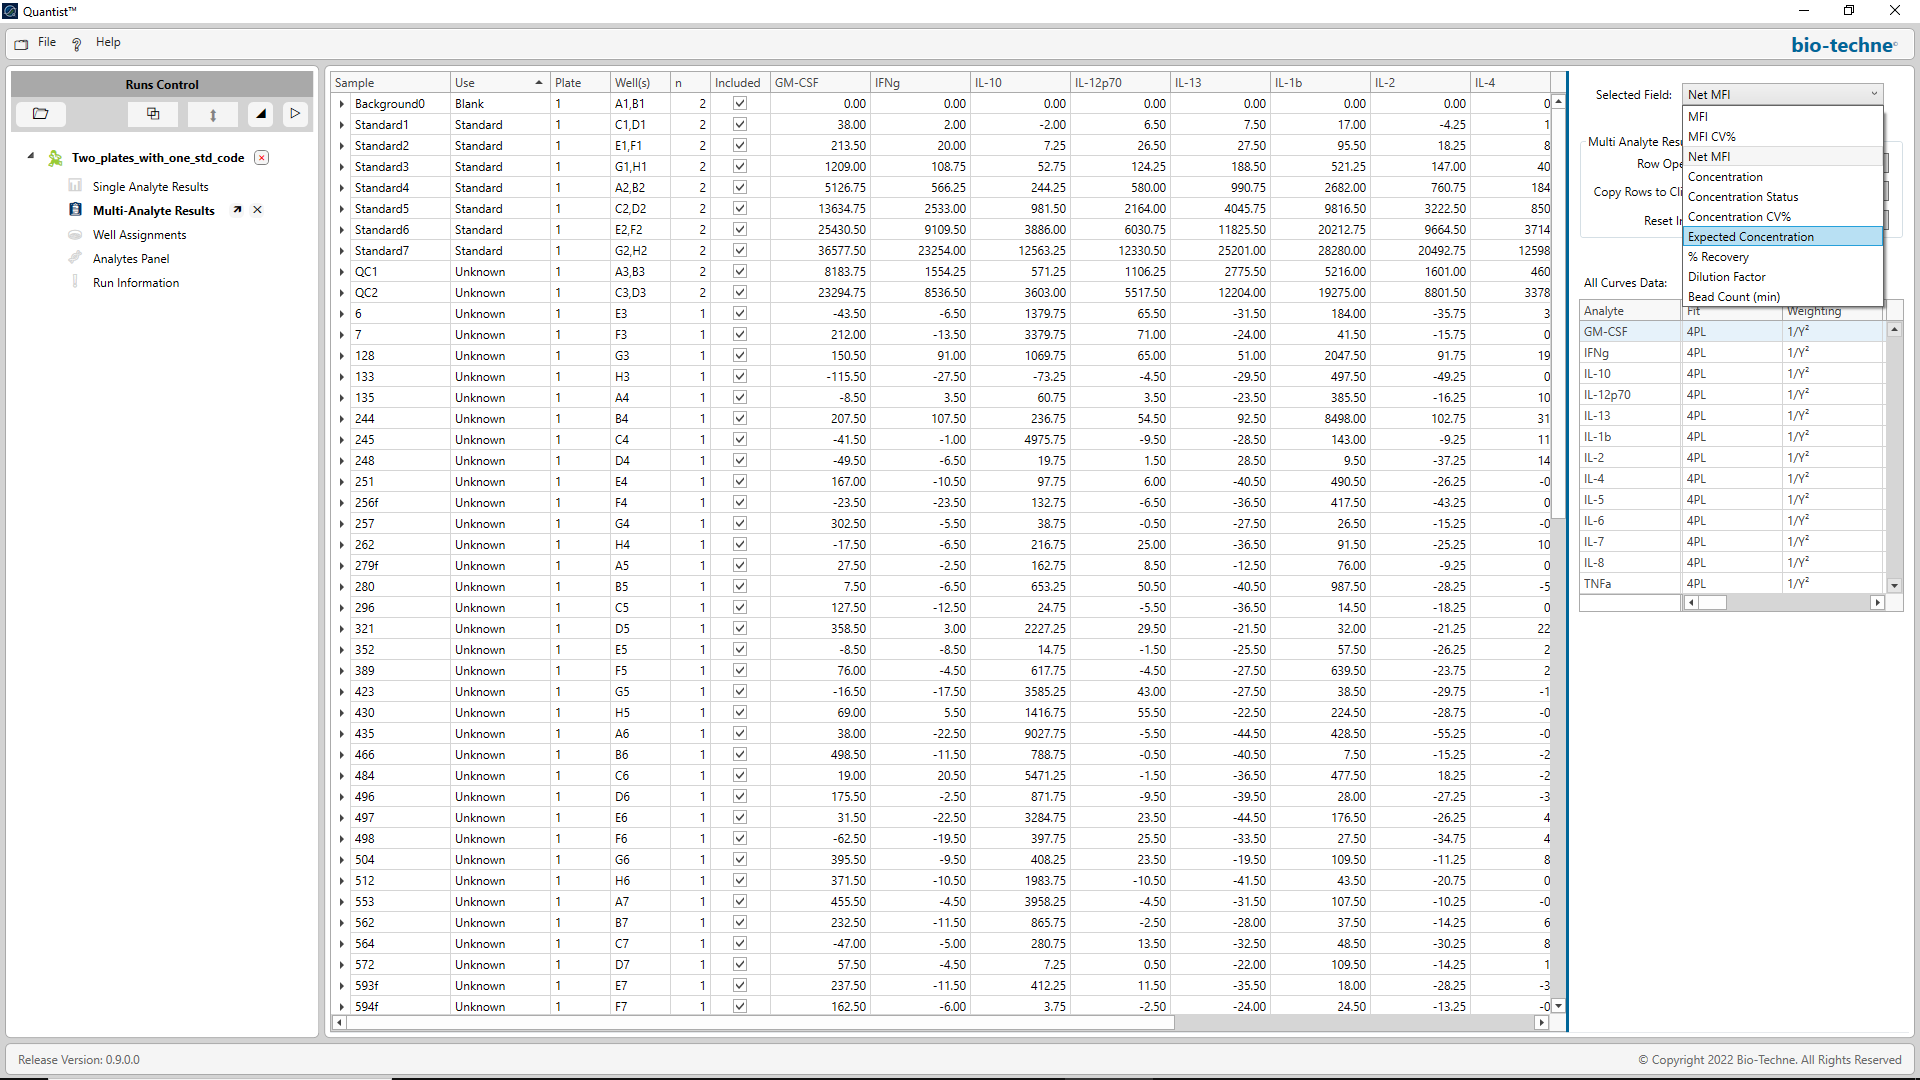 Quantist™
File Help bio-techne®
Runs Control
Two_plates_with_one_std_code
Single Analyte Results
Multi-Analyte Results
Well Assignments
Analytes Panel
Run Information
Sample Use Plate Well(s) n Included GM-CSF IFNg IL-10 IL-12p70 IL-13 IL-1b IL-2 IL-4
Background0 Blank 1 A1,B1 2 0.00 0.00 0.00 0.00 0.00 0.00 0.00 0
Standard1 Standard 1 C1,D1 2 38.00 2.00 -2.00 6.50 7.50 17.00 -4.25 1
Standard2 Standard 1 E1,F1 2 213.50 20.00 7.25 26.50 27.50 95.50 18.25 8
Standard3 Standard 1 G1,H1 2 1209.00 108.75 52.75 124.25 188.50 521.25 147.00 40
Standard4 Standard 1 A2,B2 2 5126.75 566.25 244.25 580.00 990.75 2682.00 760.75 184
Standard5 Standard 1 C2,D2 2 13634.75 2533.00 981.50 2164.00 4045.75 9816.50 3222.50 850
Standard6 Standard 1 E2,F2 2 25430.50 9109.50 3886.00 6030.75 11825.50 20212.75 9664.50 3714
Standard7 Standard 1 G2,H2 2 36577.50 23254.00 12563.25 12330.50 25201.00 28280.00 20492.75 12598
QC1 Unknown 1 A3,B3 2 8183.75 1554.25 571.25 1106.25 2775.50 5216.00 1601.00 460
QC2 Unknown 1 C3,D3 2 23294.75 8536.50 3603.00 5517.50 12204.00 19275.00 8801.50 3378
6 Unknown 1 E3 1 -43.50 -6.50 1379.75 65.50 -31.50 184.00 -35.75 3
7 Unknown 1 F3 1 212.00 -13.50 3379.75 71.00 -24.00 41.50 -15.75 0
128 Unknown 1 G3 1 150.50 91.00 1069.75 65.00 51.00 2047.50 91.75 19
133 Unknown 1 H3 1 -115.50 -27.50 -73.25 -4.50 -29.50 497.50 -49.25 0
135 Unknown 1 A4 1 -8.50 3.50 60.75 3.50 -23.50 385.50 -16.25 10
244 Unknown 1 B4 1 207.50 107.50 236.75 54.50 92.50 8498.00 102.75 31
245 Unknown 1 C4 1 -41.50 -1.00 4975.75 -9.50 -28.50 143.00 -9.25 11
248 Unknown 1 D4 1 -49.50 -6.50 19.75 1.50 28.50 9.50 -37.25 14
251 Unknown 1 E4 1 167.00 -10.50 97.75 6.00 -40.50 490.50 -26.25 -0
256f Unknown 1 F4 1 -23.50 -23.50 132.75 -6.50 -36.50 417.50 -43.25 0
257 Unknown 1 G4 1 302.50 -5.50 38.75 -0.50 -27.50 26.50 -15.25 -0
262 Unknown 1 H4 1 -17.50 -6.50 216.75 25.00 -36.50 91.50 -25.25 10
279f Unknown 1 A5 1 27.50 -2.50 162.75 8.50 -12.50 76.00 -9.25 0
280 Unknown 1 B5 1 7.50 -6.50 653.25 50.50 -40.50 987.50 -28.25 -5
296 Unknown 1 C5 1 127.50 -12.50 24.75 -5.50 -36.50 14.50 -18.25 0
321 Unknown 1 D5 1 358.50 3.00 2227.25 29.50 -21.50 32.00 -21.25 22
352 Unknown 1 E5 1 -8.50 -8.50 14.75 -1.50 -25.50 57.50 -26.25 2
389 Unknown 1 F5 1 76.00 -4.50 617.75 -4.50 -27.50 639.50 -23.75 2
423 Unknown 1 G5 1 -16.50 -17.50 3585.25 43.00 -27.50 38.50 -29.75 -1
430 Unknown 1 H5 1 69.00 5.50 1416.75 55.50 -22.50 224.50 -28.75 -0
435 Unknown 1 A6 1 38.00 -22.50 9027.75 -5.50 -44.50 428.50 -55.25 -0
466 Unknown 1 B6 1 498.50 -11.50 788.75 -0.50 -40.50 7.50 -15.25 -2
484 Unknown 1 C6 1 19.00 20.50 5471.25 -1.50 -36.50 477.50 18.25 -2
496 Unknown 1 D6 1 175.50 -2.50 871.75 -9.50 -39.50 28.00 -27.25 -3
497 Unknown 1 E6 1 31.50 -22.50 3284.75 23.50 -44.50 176.50 -26.25 4
498 Unknown 1 F6 1 -62.50 -19.50 397.75 25.50 -33.50 27.50 -34.75 4
504 Unknown 1 G6 1 395.50 -9.50 408.25 23.50 -19.50 109.50 -11.25 8
512 Unknown 1 H6 1 371.50 -10.50 1983.75 -10.50 -41.50 43.50 -20.75 0
553 Unknown 1 A7 1 455.50 -4.50 3958.25 -4.50 -31.50 107.50 -10.25 -0
562 Unknown 1 B7 1 232.50 -11.50 865.75 -2.50 -28.00 37.50 -14.25 6
564 Unknown 1 C7 1 -47.00 -5.00 280.75 13.50 -32.50 48.50 -30.25 8
572 Unknown 1 D7 1 57.50 -4.50 7.25 0.50 -22.00 109.50 -14.25 1
593f Unknown 1 E7 1 237.50 -11.50 412.25 11.50 -35.50 18.00 -28.25 -3
594f Unknown 1 F7 1 162.50 -6.00 3.75 -2.50 -24.00 24.50 -13.25 -0
Selected Field: Net MFI
MFI
MFI CV%
Net MFI
Concentration
Concentration Status
Concentration CV%
Expected Concentration
% Recovery
Dilution Factor
Bead Count (min)
Multi Analyte Resu
Row Ope
Copy Rows to Cli
Reset In
All Curves Data:
Analyte Fit Weighting
GM-CSF 4PL 1/Y²
IFNg 4PL 1/Y²
IL-10 4PL 1/Y²
IL-12p70 4PL 1/Y²
IL-13 4PL 1/Y²
IL-1b 4PL 1/Y²
IL-2 4PL 1/Y²
IL-4 4PL 1/Y²
IL-5 4PL 1/Y²
IL-6 4PL 1/Y²
IL-7 4PL 1/Y²
IL-8 4PL 1/Y²
TNFa 4PL 1/Y²
Release Version: 0.9.0.0 © Copyright 2022 Bio-Techne. All Rights Reserved